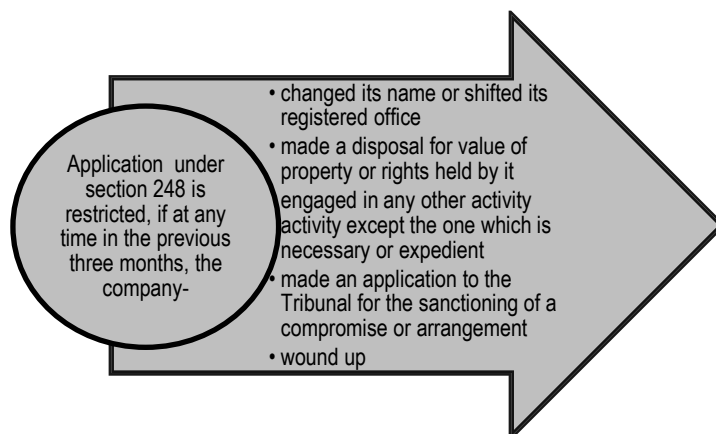 Application under
section 248 is
restricted, if at any
time in the previous
three months, the
company-
• changed its name or shifted its
registered office
• made a disposal for value of
property or rights held by it
engaged in any other activity
activity except the one which is
necessary or expedient
• made an application to the
Tribunal for the sanctioning of a
compromise or arrangement
• wound up